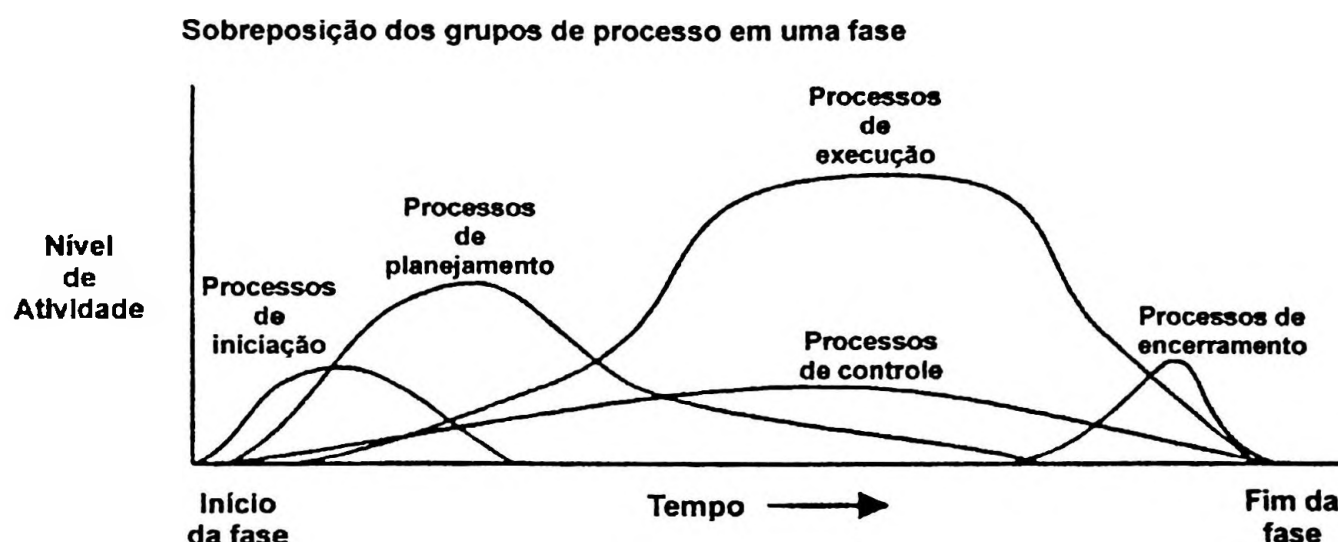 Sobreposição dos grupos de processo em uma fase
Processos
de
execução
Processos
de
planejamento
Nível
de
Atividade
Processos
de
iniciação
Processos
de controle
Processos de
encerramento
Início
da fase
Tempo
Fim da
fase